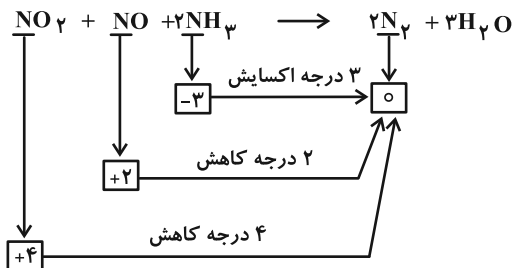 NO۲ + NO +۲NH۳ → ۲N۲ + ۳H۲O
۳ درجه اکسایش
-۳
۰
۲ درجه کاهش
+۲
۴ درجه کاهش
+۴